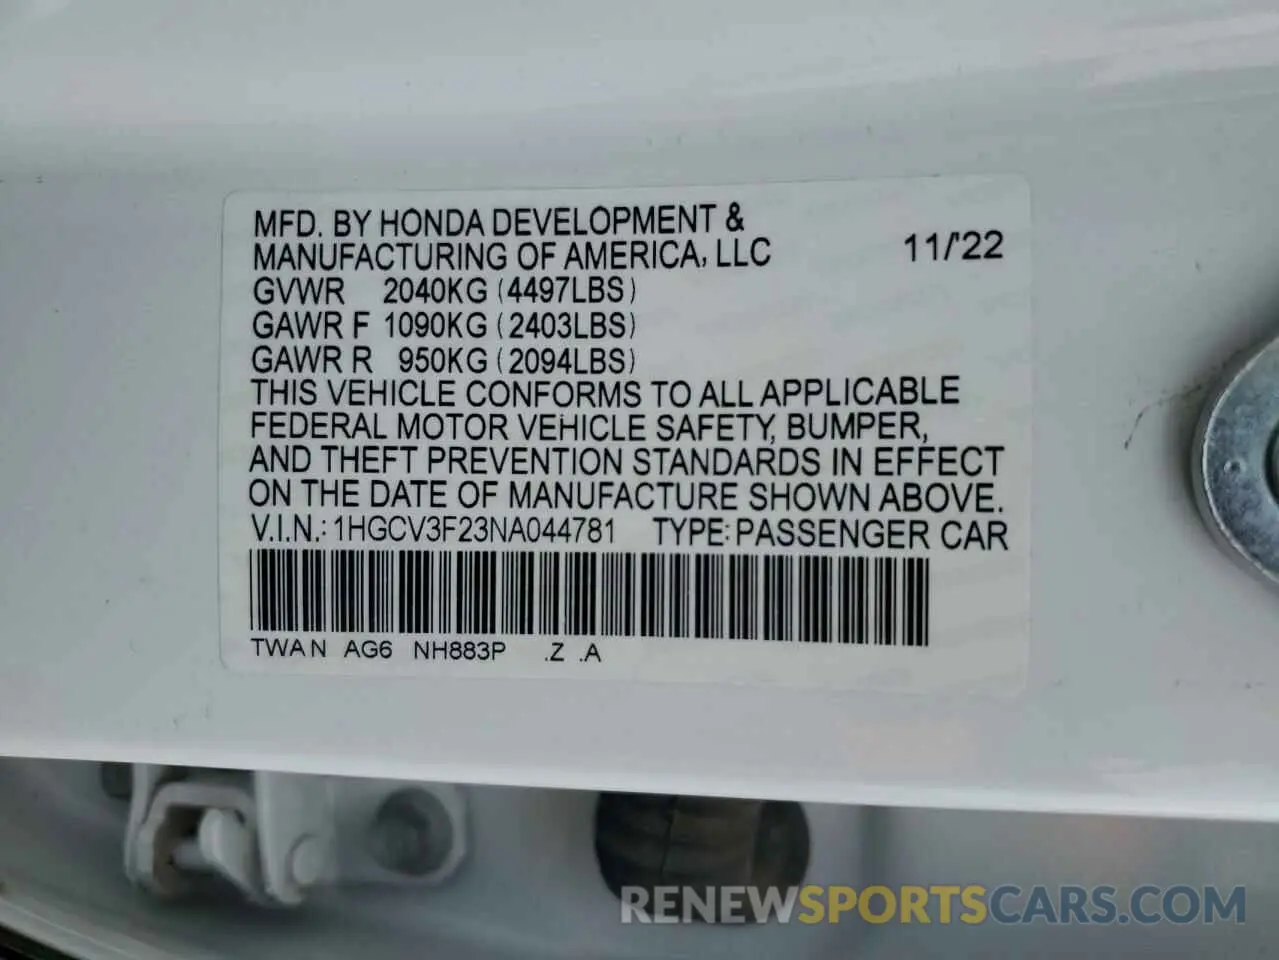 MFD. BY HONDA DEVELOPMENT &
MANUFACTURING OF AMERICA, LLC 11/'22
GVWR 2040KG (4497LBS)
GAWR F 1090KG (2403LBS)
GAWR R 950KG (2094LBS)
THIS VEHICLE CONFORMS TO ALL APPLICABLE
FEDERAL MOTOR VEHICLE SAFETY, BUMPER,
AND THEFT PREVENTION STANDARDS IN EFFECT
ON THE DATE OF MANUFACTURE SHOWN ABOVE.
V.I.N.: 1HGCV3F23NA044781 TYPE: PASSENGER CAR
TWAN AG6 NH883P .Z .A
RENEWSPORTSCARS.COM